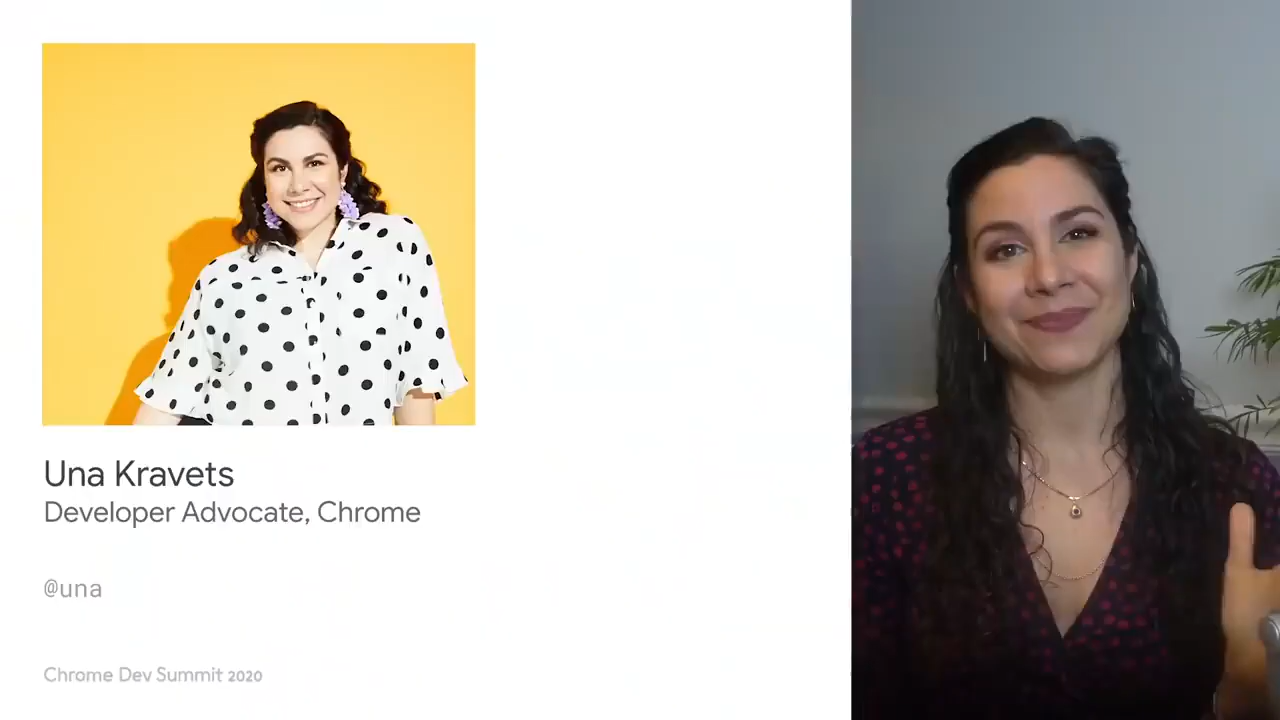 Una Kravets
Developer Advocate, Chrome
@una
Chrome Dev Summit 2020